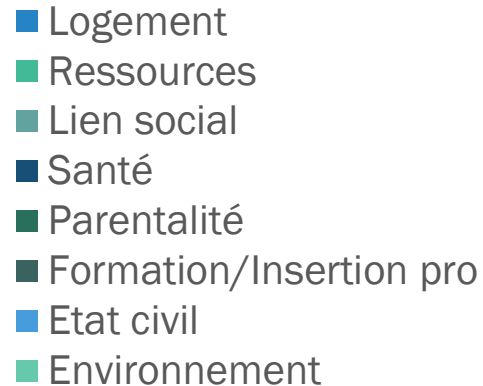 Logement
Ressources
Lien social
Santé
Parentalité
Formation/Insertion pro
Etat civil
Environnement